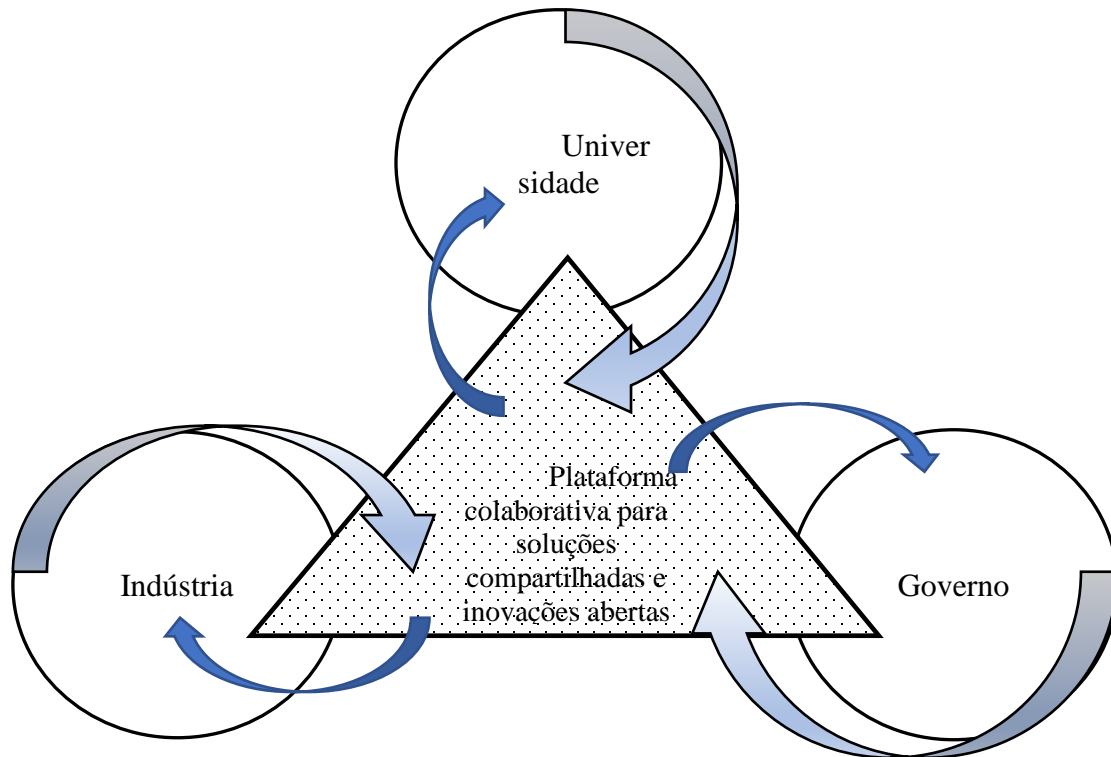 Univer
sidade
Plataforma
colaborativa para
soluções
compartilhadas e
inovações abertas
Indústria
Governo